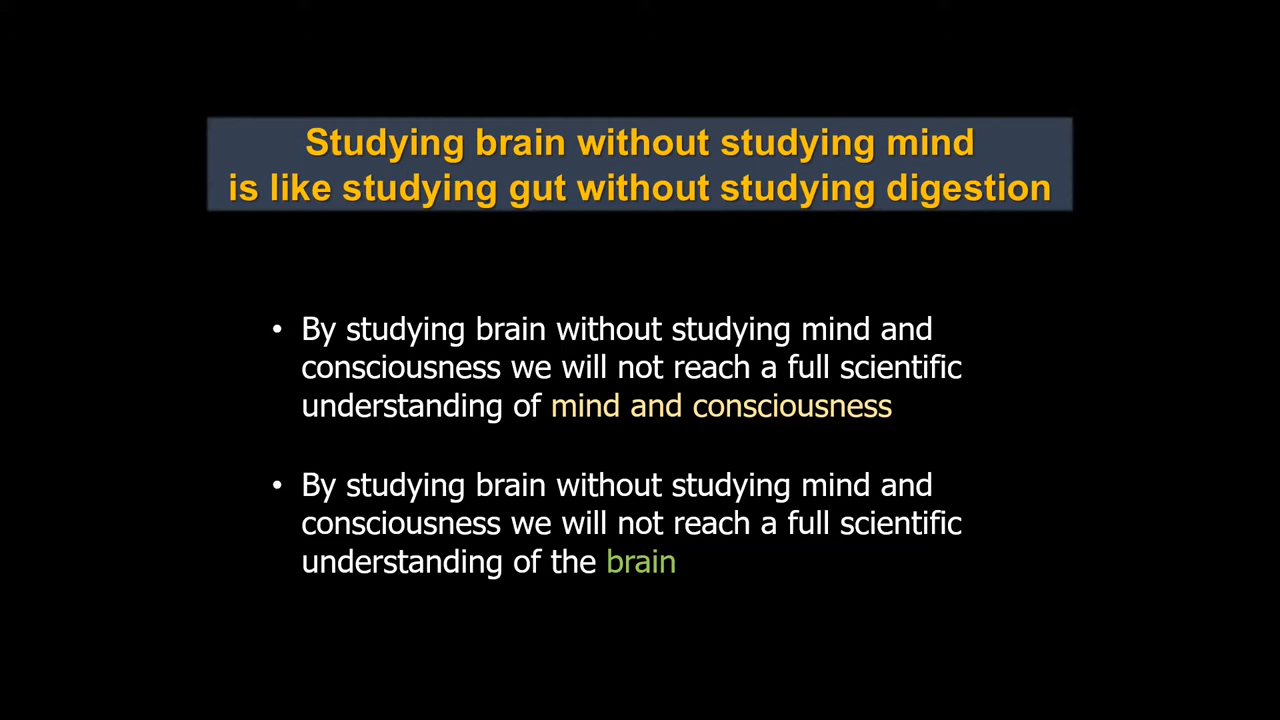 Studying brain without studying mind
is like studying gut without studying digestion
• By studying brain without studying mind and
consciousness we will not reach a full scientific
understanding of mind and consciousness
• By studying brain without studying mind and
consciousness we will not reach a full scientific
understanding of the brain